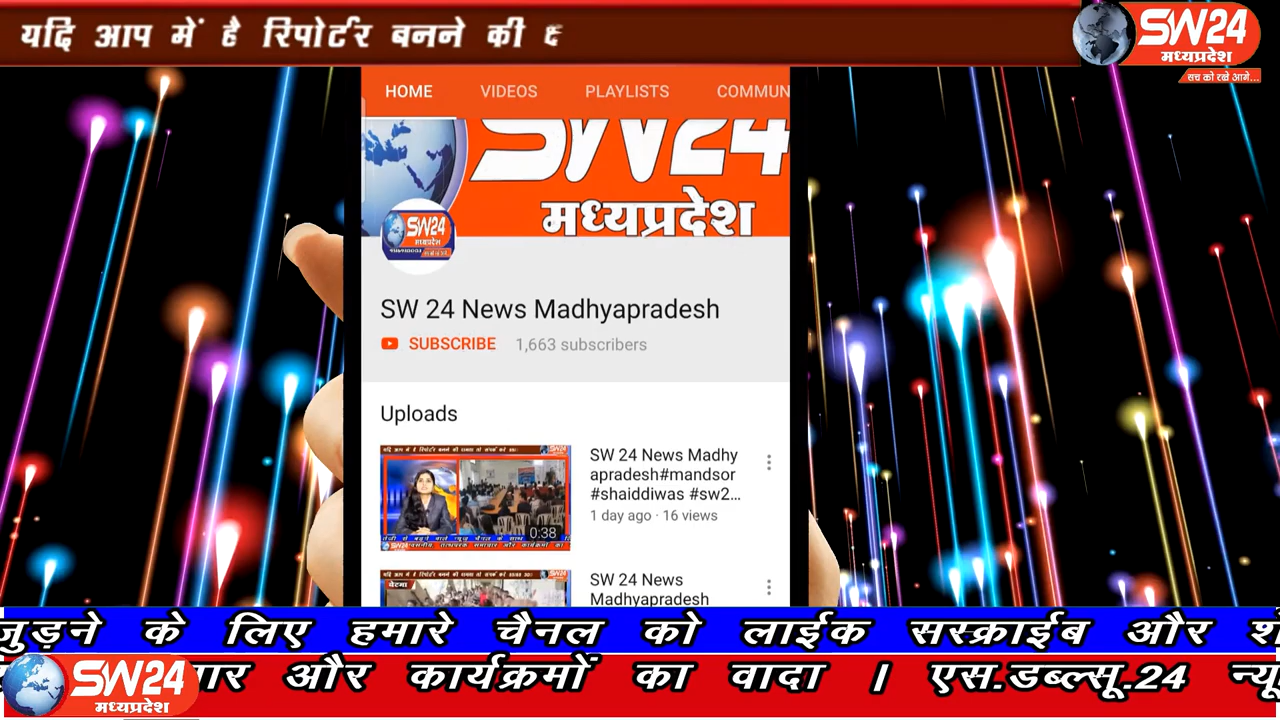 यदि आप में है रिपोर्टर बनने की
SW24
मध्यप्रदेश
सच को रखे आगे...
HOME VIDEOS PLAYLISTS COMMUN
SW24
मध्यप्रदेश
SW24
SW 24 News Madhyapradesh
SUBSCRIBE 1,663 subscribers
Uploads
SW 24 News Madhy
apradesh#mandsor
#shaiddiwas #sw2...
1 day ago · 16 views
0:38
SW 24 News
Madhyapradesh
जुड़ने के लिए हमारे चैनल को लाईक सस्क्राईब और
और कार्यक्रमों का वादा । एस.डब्ल्सू.24 न्यू
SW24
मध्यप्रदेश